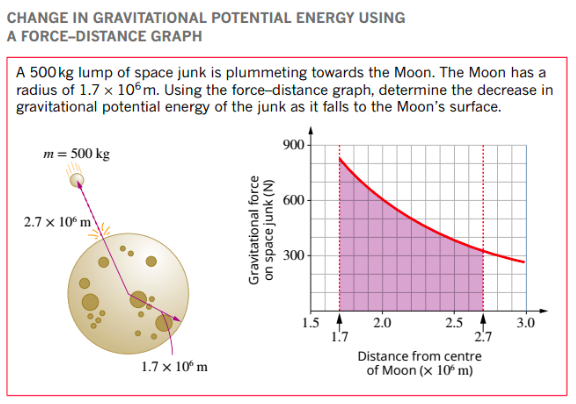 CHANGE IN GRAVITATIONAL POTENTIAL ENERGY USING
A FORCE–DISTANCE GRAPH
A 500 kg lump of space junk is plummeting towards the Moon. The Moon has a
radius of 1.7 × 10⁶ m. Using the force–distance graph, determine the decrease in
gravitational potential energy of the junk as it falls to the Moon's surface.
m = 500 kg
2.7 × 10⁶ m
1.7 × 10⁶ m
Gravitational force
on space junk (N)
900
600
300
1.5
1.7
2.0
2.5
2.7
3.0
Distance from centre
of Moon (× 10⁶ m)